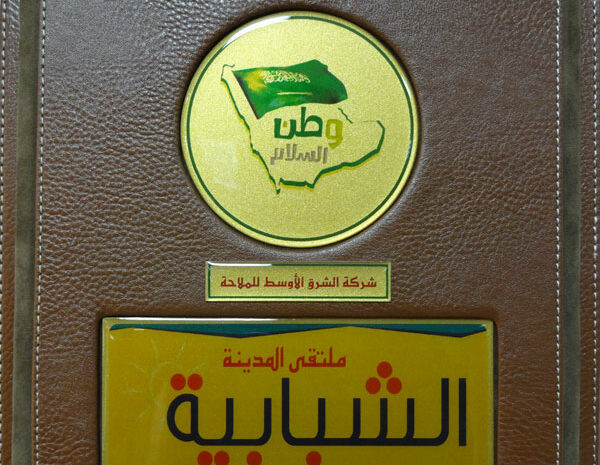 وطن
السلام
شركة الشرق الأوسط للملاحة
ملتقى المدينة
الشبابية